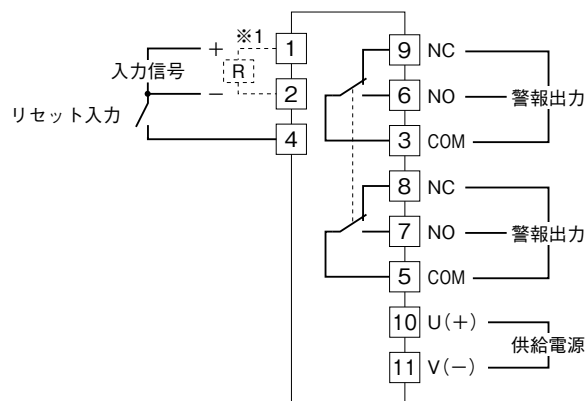 ※1
+
1
入力信号
R
−
2
リセット入力
4
9
NC
6
NO
警報出力
3
COM
8
NC
7
NO
警報出力
5
COM
10
U(+)
供給電源
11
V(−)